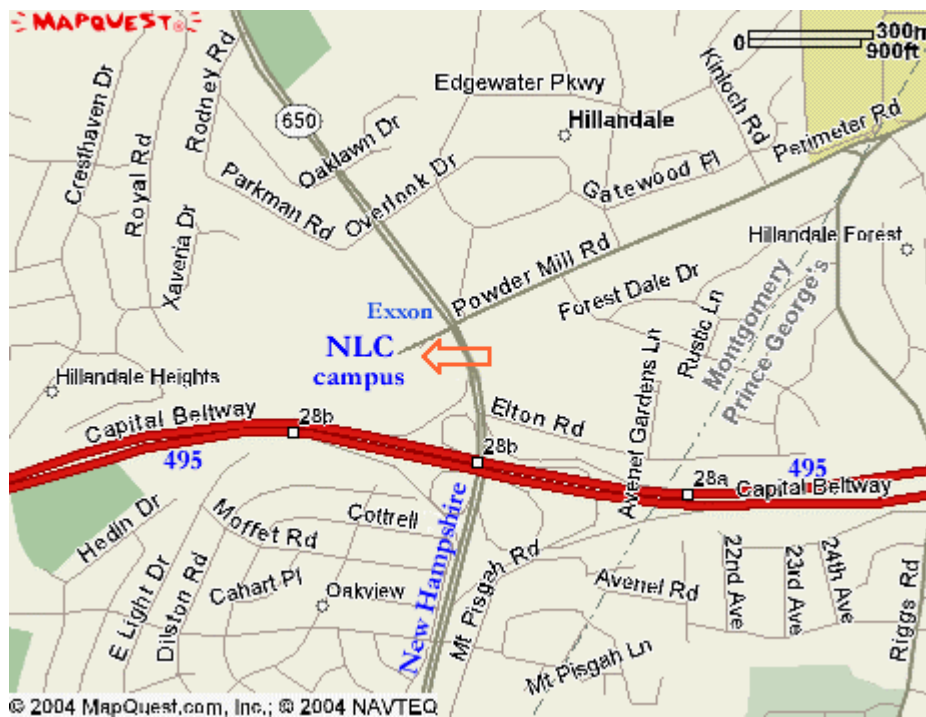 MAPQUEST
0 300m
900ft
Cresthaven Dr
Royal Rd
Rodney Rd
650
Edgewater Pkwy
Hillandale
Kinloch Rd
Perimeter Rd
Oaklawn Dr
Parkman Rd
Overlook Dr
Gatewood Pl
Xaveria Dr
Powder Mill Rd
Hillandale Forest
Forest Dale Dr
Rustic Ln
Montgomery
Prince George's
Exxon
NLC
campus
Hillandale Heights
Capital Beltway
28b
495
Elton Rd
Avenel Gardens Ln
28b
28a
495
Capital Beltway
Hedin Dr
Moffet Rd
Cottrell
E Light Dr
Dilston Rd
Cahart Pl
Oakview
New Hampshire
Mt Pisgah Rd
Avenel Rd
22nd Ave
23rd Ave
24th Ave
Riggs Rd
Mt Pisgah Ln
© 2004 MapQuest.com, Inc.; © 2004 NAVTEQ